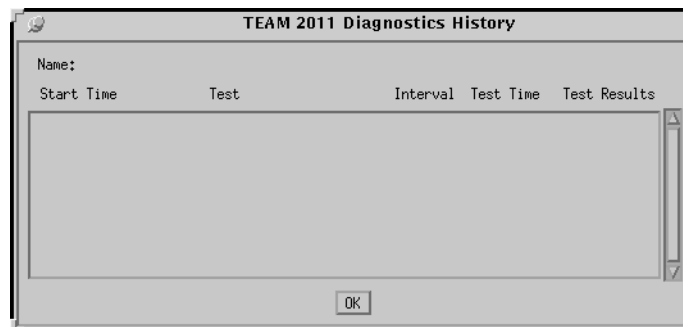 TEAM 2011 Diagnostics History
Name:
Start Time Test Interval Test Time Test Results
OK